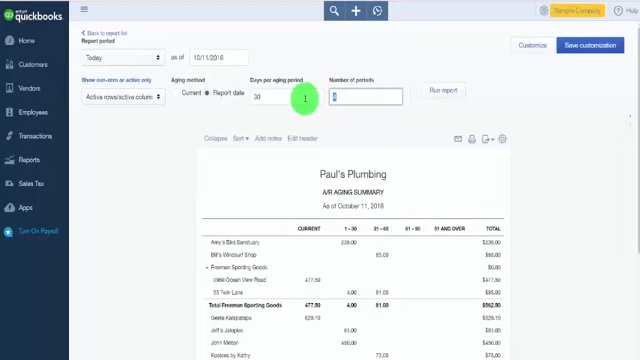 intuit
quickbooks
Sample Company
Help
Home
Customers
Vendors
Employees
Transactions
Reports
Sales Tax
Apps
Turn On Payroll
Back to report list
Report period
Today
as of
10/11/2016
Customize
Save customization
Show non-zero or active only
Aging method
Days per aging period
Number of periods
Active rows/active colum
Current
Report date
30
4
Run report
Collapse
Sort
Add notes
Edit header
Paul's Plumbing
A/R AGING SUMMARY
As of October 11, 2016
CURRENT 1 - 30 31 - 60 61 - 90 91 AND OVER TOTAL
Amy's Bird Sanctuary 239.00 $239.00
Bill's Windsurf Shop 85.00 $85.00
Freeman Sporting Goods $0.00
0969 Ocean View Road 477.50 $477.50
55 Twin Lane 4.00 81.00 $85.00
Total Freeman Sporting Goods 477.50 4.00 81.00 $562.50
Geeta Kalapatapu 629.10 $629.10
Jeff's Jalopies 81.00 $81.00
John Melton 450.00 $450.00
Kookies by Kathy 75.00 $75.00